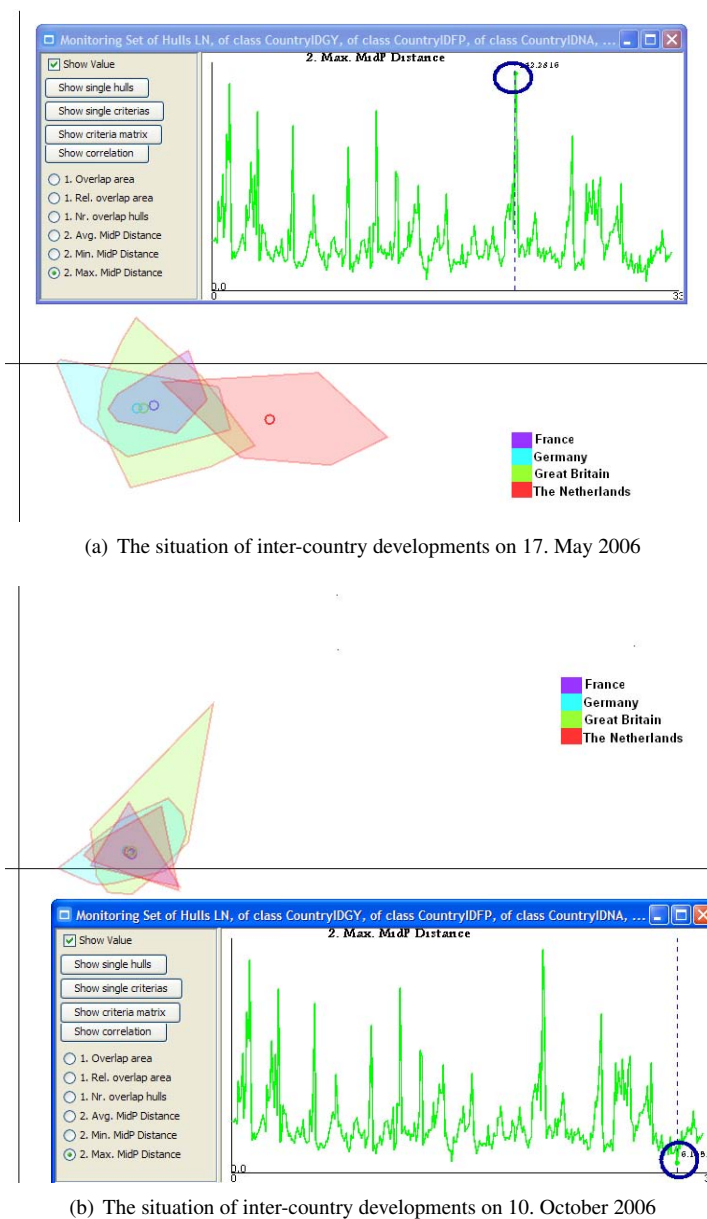 Monitoring Set of Hulls LN, of class CountryIDGY, of class CountryIDFP, of class CountryIDNA, ...
Show Value
Show single hulls
Show single criterias
Show criteria matrix
Show correlation
1. Overlap area
1. Rel. overlap area
1. Nr. overlap hulls
2. Avg. MidP Distance
2. Min. MidP Distance
2. Max. MidP Distance
2. Max. MidP Distance
0.0
0.0
33
France
Germany
Great Britain
The Netherlands
(a) The situation of inter-country developments on 17. May 2006
France
Germany
Great Britain
The Netherlands
Monitoring Set of Hulls LN, of class CountryIDGY, of class CountryIDFP, of class CountryIDNA, ...
Show Value
Show single hulls
Show single criterias
Show criteria matrix
Show correlation
1. Overlap area
1. Rel. overlap area
1. Nr. overlap hulls
2. Avg. MidP Distance
2. Min. MidP Distance
2. Max. MidP Distance
2. Max. MidP Distance
0.0
0.0
3
(b) The situation of inter-country developments on 10. October 2006